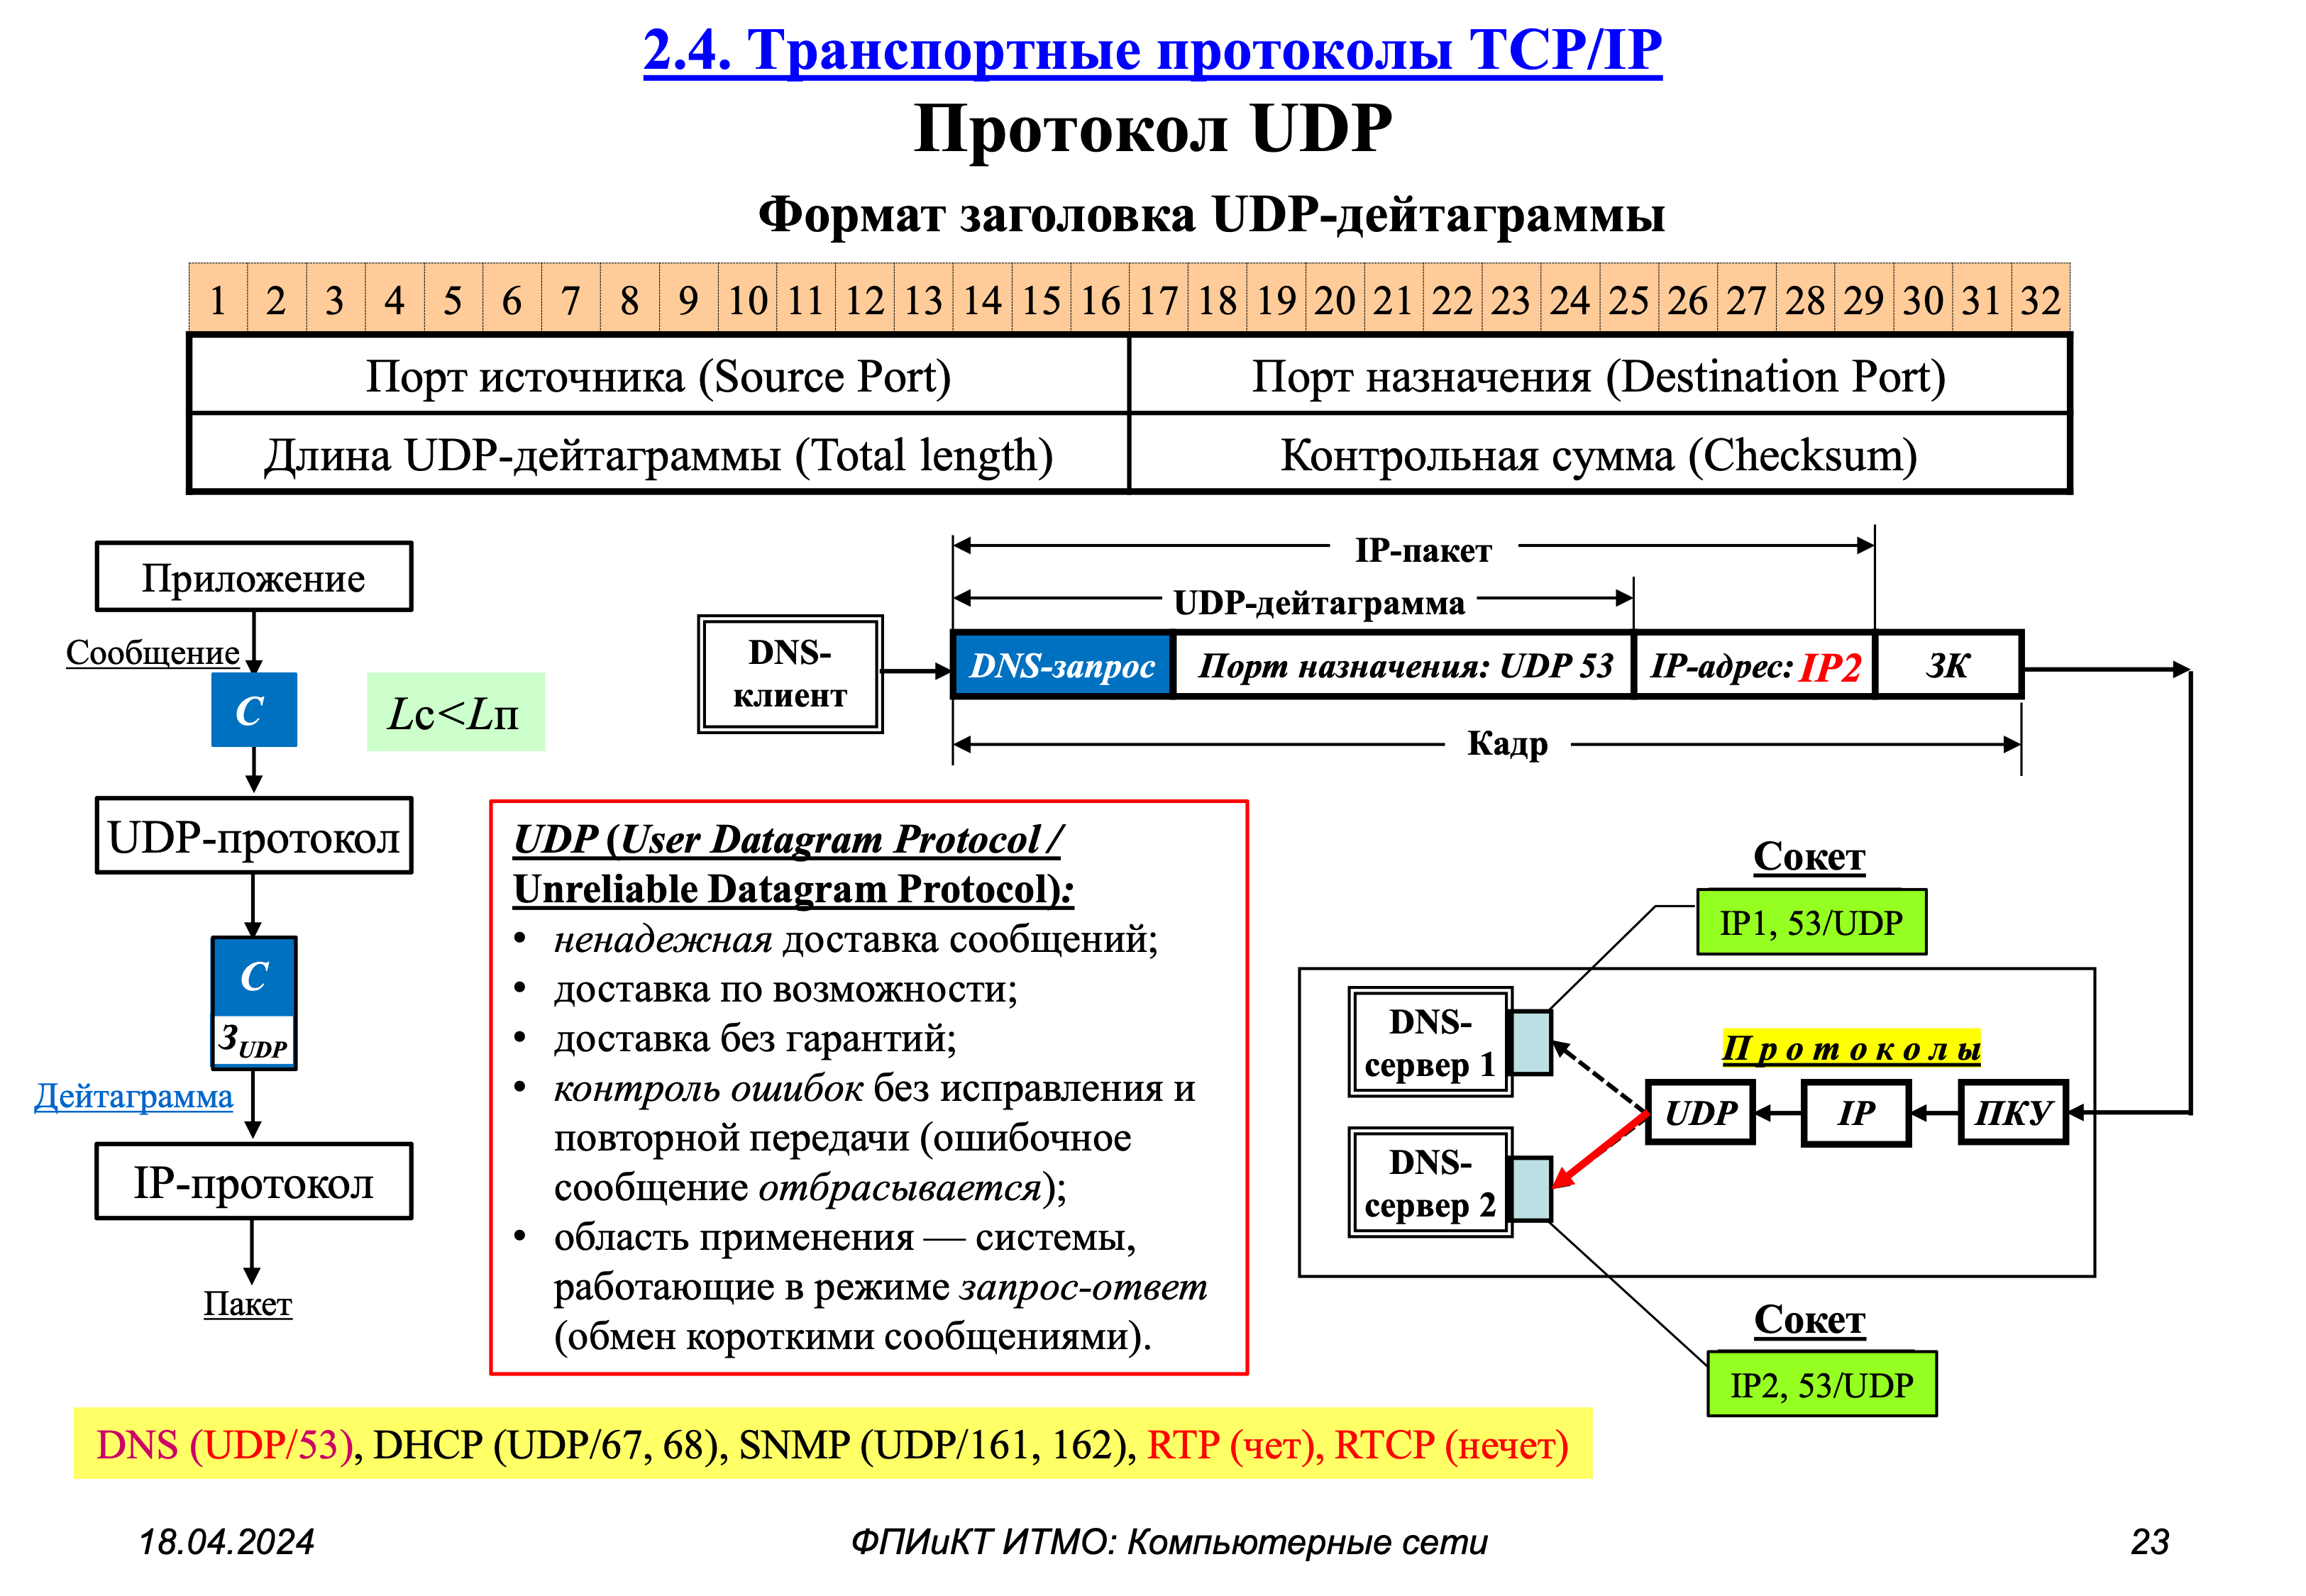 2.4. Транспортные протоколы TCP/IP
Протокол UDP
Формат заголовка UDP-дейтаграммы
1 2 3 4 5 6 7 8 9 10 11 12 13 14 15 16 17 18 19 20 21 22 23 24 25 26 27 28 29 30 31 32
Порт источника (Source Port) Порт назначения (Destination Port)
Длина UDP-дейтаграммы (Total length) Контрольная сумма (Checksum)
Приложение
Сообщение
С
Lс<Lп
UDP-протокол
С
ЗUDP
Дейтаграмма
IP-протокол
Пакет
IP-пакет
UDP-дейтаграмма
DNS-
клиент
DNS-запрос Порт назначения: UDP 53 IP-адрес: IP2 ЗК
Кадр
UDP (User Datagram Protocol /
Unreliable Datagram Protocol):
• ненадежная доставка сообщений;
• доставка по возможности;
• доставка без гарантий;
• контроль ошибок без исправления и
повторной передачи (ошибочное
сообщение отбрасывается);
• область применения — системы,
работающие в режиме запрос-ответ
(обмен короткими сообщениями).
Сокет
IP1, 53/UDP
DNS-
сервер 1
Протоколы
UDP IP ПКУ
DNS-
сервер 2
Сокет
IP2, 53/UDP
DNS (UDP/53), DHCP (UDP/67, 68), SNMP (UDP/161, 162), RTP (чет), RTCP (нечет)
18.04.2024 ФПИиКТ ИТМО: Компьютерные сети 23